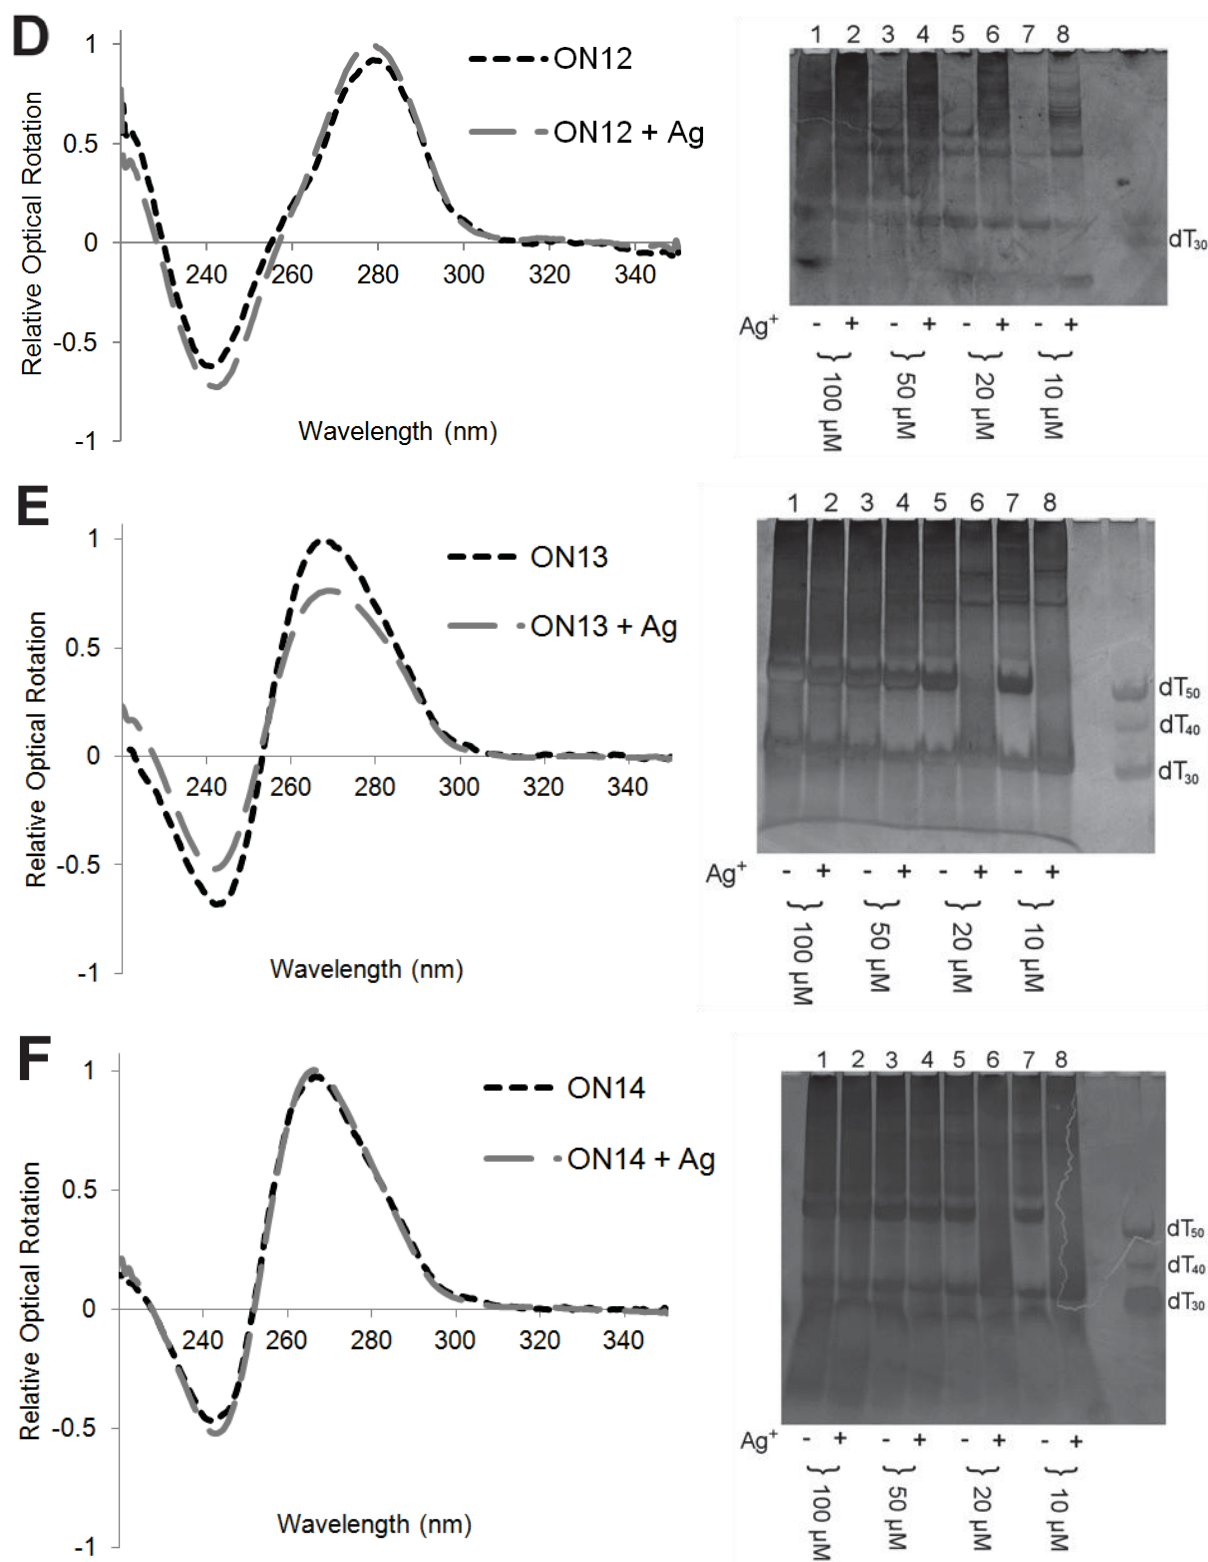 D
1
0.5
0
-0.5
-1
240 260 280 300 320 340
Relative Optical Rotation
Wavelength (nm)
ON12
ON12 + Ag
1 2 3 4 5 6 7 8
dT30
Ag+ - + - + - + - +
100 µM 50 µM 20 µM 10 µM
E
1
0.5
0
-0.5
-1
240 260 280 300 320 340
Relative Optical Rotation
Wavelength (nm)
ON13
ON13 + Ag
1 2 3 4 5 6 7 8
dT50
dT40
dT30
Ag+ - + - + - + - +
100 µM 50 µM 20 µM 10 µM
F
1
0.5
0
-0.5
-1
240 260 280 300 320 340
Relative Optical Rotation
Wavelength (nm)
ON14
ON14 + Ag
1 2 3 4 5 6 7 8
dT50
dT40
dT30
Ag+ - + - + - + - +
100 µM 50 µM 20 µM 10 µM